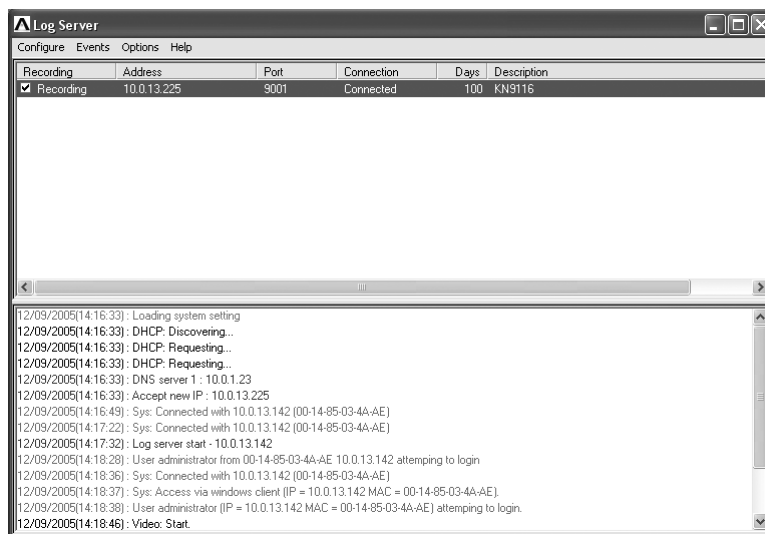 Log Server
Configure Events Options Help
Recording Address Port Connection Days Description
Recording 10.0.13.225 9001 Connected 100 KN9116
12/09/2005(14:16:33) : Loading system setting
12/09/2005(14:16:33) : DHCP: Discovering...
12/09/2005(14:16:33) : DHCP: Requesting...
12/09/2005(14:16:33) : DHCP: Requesting...
12/09/2005(14:16:33) : DNS server 1 : 10.0.1.23
12/09/2005(14:16:33) : Accept new IP : 10.0.13.225
12/09/2005(14:16:49) : Sys: Connected with 10.0.13.142 (00-14-85-03-4A-AE)
12/09/2005(14:17:22) : Sys: Connected with 10.0.13.142 (00-14-85-03-4A-AE)
12/09/2005(14:17:32) : Log server start - 10.0.13.142
12/09/2005(14:18:28) : User administrator from 00-14-85-03-4A-AE 10.0.13.142 attemping to login
12/09/2005(14:18:36) : Sys: Connected with 10.0.13.142 (00-14-85-03-4A-AE)
12/09/2005(14:18:37) : Sys: Access via windows client (IP = 10.0.13.142 MAC = 00-14-85-03-4A-AE).
12/09/2005(14:18:38) : User administrator (IP = 10.0.13.142 MAC = 00-14-85-03-4A-AE) attemping to login.
12/09/2005(14:18:46) : Video: Start.